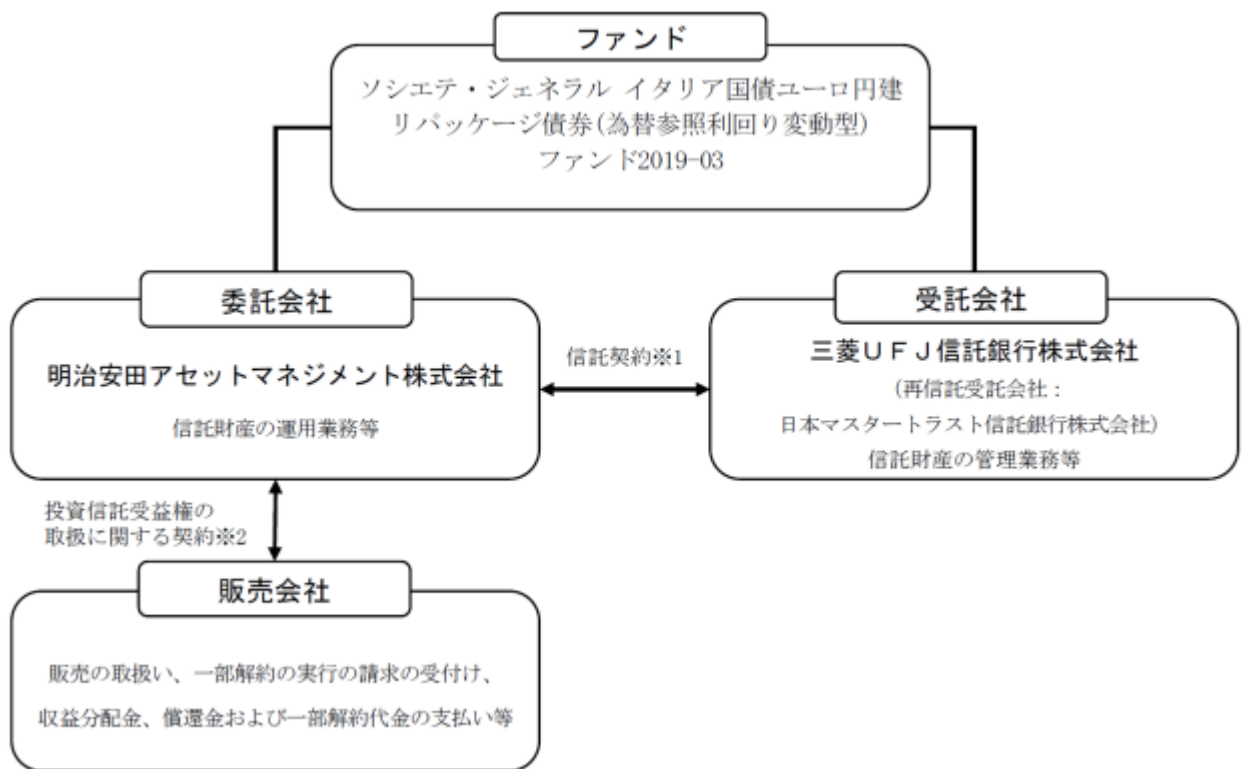 ファンド
ソシエテ・ジェネラル イタリア国債ユーロ円建
リパッケージ債券(為替参照利回り変動型)
ファンド2019-03
委託会社
明治安田アセットマネジメント株式会社
信託財産の運用業務等
信託契約※1
受託会社
三菱ＵＦＪ信託銀行株式会社
(再信託受託会社：
日本マスタートラスト信託銀行株式会社)
信託財産の管理業務等
投資信託受益権の
取扱に関する契約※2
販売会社
販売の取扱い、一部解約の実行の請求の受付け、
収益分配金、償還金および一部解約代金の支払い等